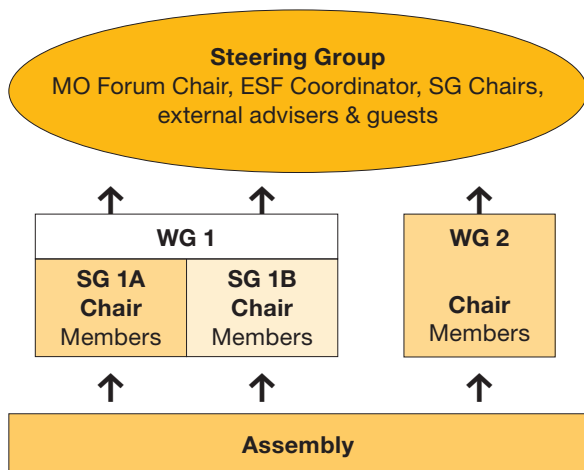 Steering Group
MO Forum Chair, ESF Coordinator, SG Chairs,
external advisers & guests
WG 1
SG 1A
Chair
Members
SG 1B
Chair
Members
WG 2
Chair
Members
Assembly